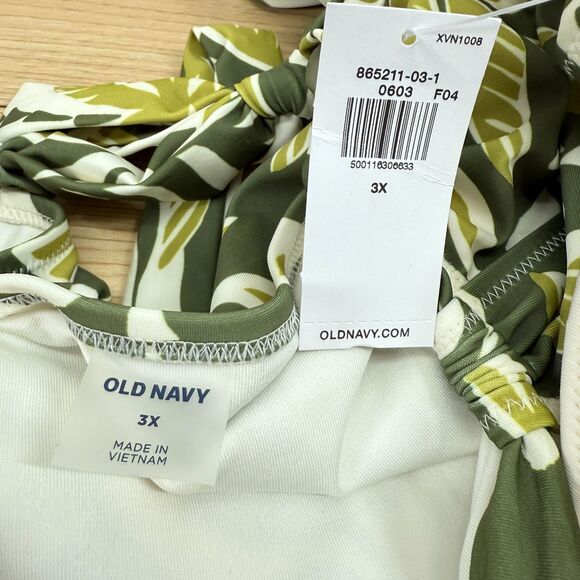 XVN1008
865211-03-1
0603 F04
500116306633
3X
OLDNAVY.COM
OLD NAVY
3X
MADE IN
VIETNAM